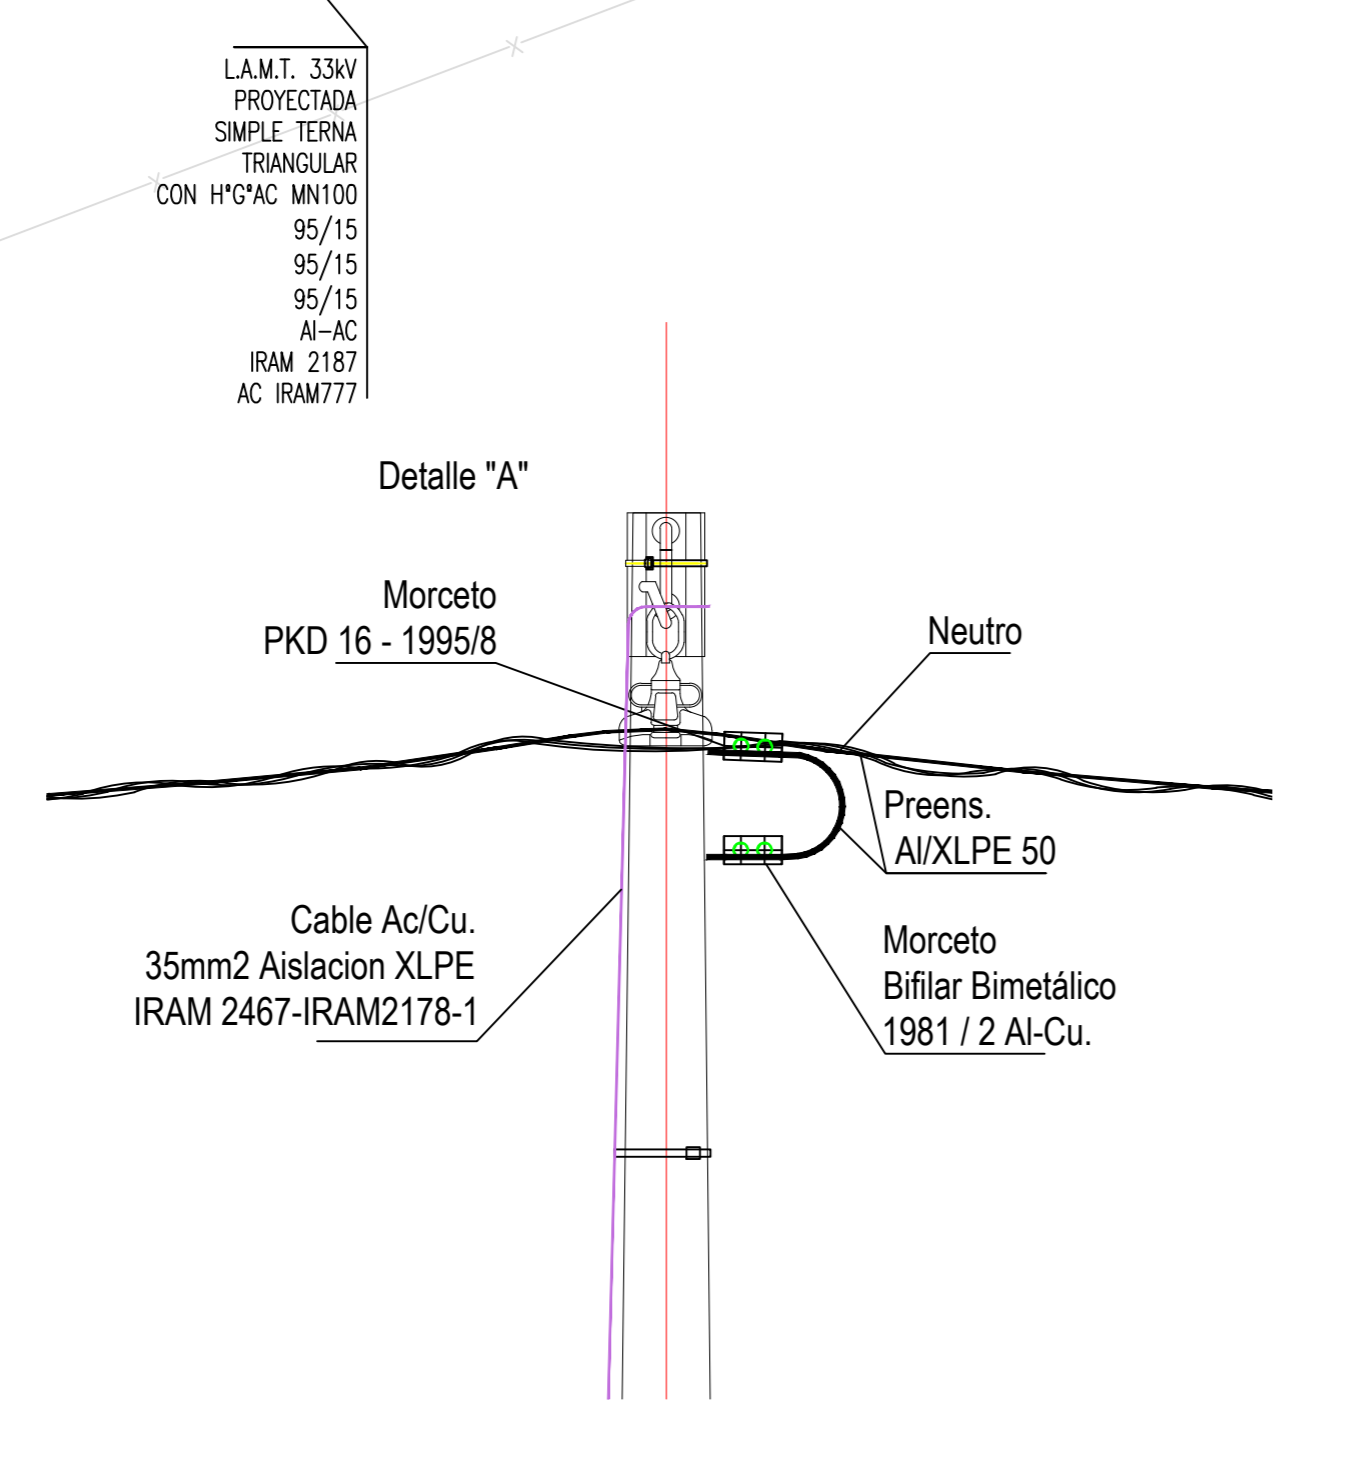 L.A.M.T. 33kV
PROYECTADA
SIMPLE TERNA
TRIANGULAR
CON HªGªAC MN100
95/15
95/15
95/15
Al-AC
IRAM 2187
AC IRAM777
Detalle "A"
Morceto
PKD 16 - 1995/8
Neutro
Preens.
Al/XLPE 50
Cable Ac/Cu.
35mm2 Aislacion XLPE
IRAM 2467-IRAM2178-1
Morceto
Bifilar Bimetálico
1981 / 2 Al-Cu.